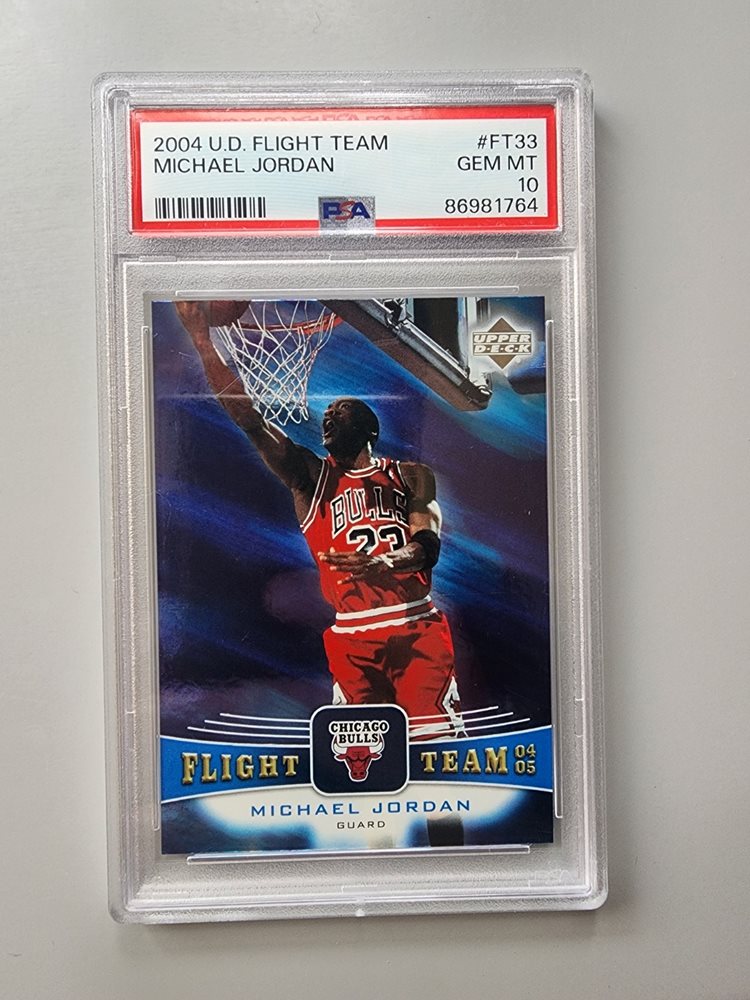 2004 U.D. FLIGHT TEAM #FT33
MICHAEL JORDAN GEM MT
10
PSA 86981764
UPPER
D·E·C·K
BULLS
23
CHICAGO
BULLS
FLIGHT TEAM 04
05
MICHAEL JORDAN
GUARD